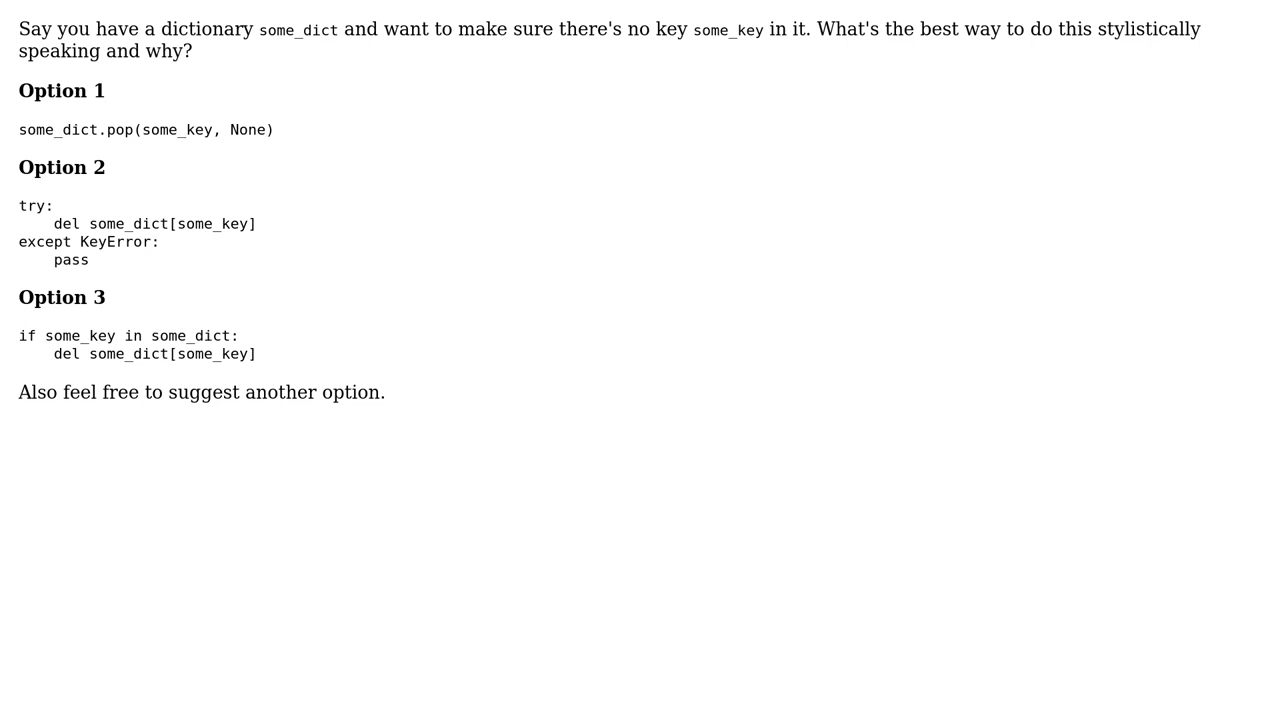 Say you have a dictionary some_dict and want to make sure there's no key some_key in it. What's the best way to do this stylistically
speaking and why?
Option 1
some_dict.pop(some_key, None)
Option 2
try:
    del some_dict[some_key]
except KeyError:
    pass
Option 3
if some_key in some_dict:
    del some_dict[some_key]
Also feel free to suggest another option.